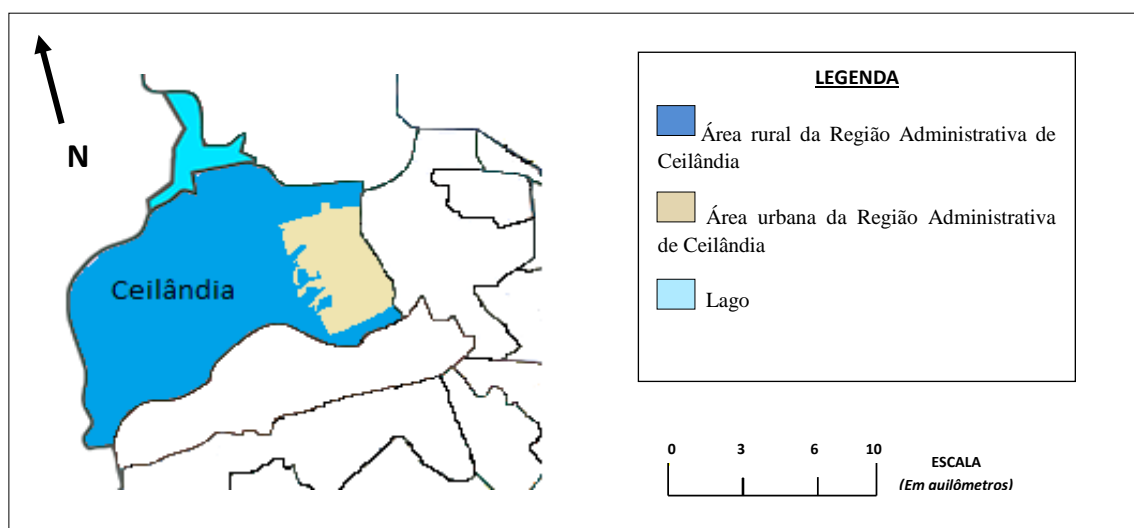 N
Ceilândia
LEGENDA
Área rural da Região Administrativa de
Ceilândia
Área urbana da Região Administrativa
de Ceilândia
Lago
0 3 6 10
ESCALA
(Em quilômetros)